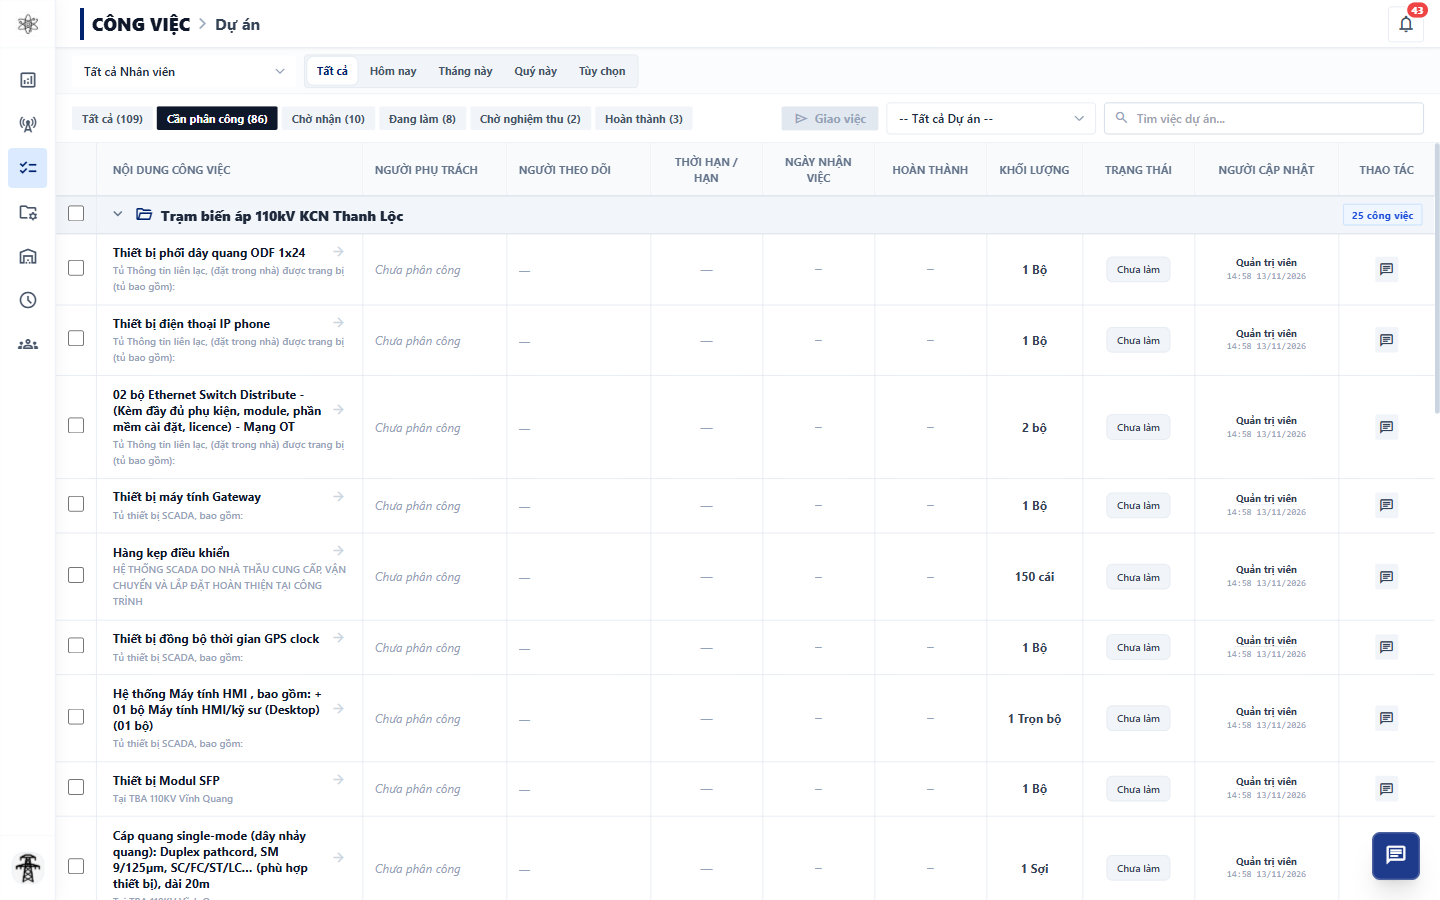 CÔNG VIỆC > Dự án
43
Tất cả Nhân viên
Tất cả
Hôm nay
Tháng này
Quý này
Tùy chọn
Tất cả (109)
Cần phân công (86)
Chờ nhận (10)
Đang làm (8)
Chờ nghiệm thu (2)
Hoàn thành (3)
Giao việc
-- Tất cả Dự án --
Tìm việc dự án...
NỘI DUNG CÔNG VIỆC
NGƯỜI PHỤ TRÁCH
NGƯỜI THEO DÕI
THỜI HẠN /
HẠN
NGÀY NHẬN
VIỆC
HOÀN THÀNH
KHỐI LƯỢNG
TRẠNG THÁI
NGƯỜI CẬP NHẬT
THAO TÁC
Trạm biến áp 110kV KCN Thanh Lộc
25 công việc
Thiết bị phối dây quang ODF 1x24
Tủ Thông tin liên lạc, (đặt trong nhà) được trang bị
(tủ bao gồm):
Chưa phân công
—
—
–
–
1 Bộ
Chưa làm
Quản trị viên
14:58 13/11/2026
Thiết bị điện thoại IP phone
Tủ Thông tin liên lạc, (đặt trong nhà) được trang bị
(tủ bao gồm):
Chưa phân công
—
—
–
–
1 Bộ
Chưa làm
Quản trị viên
14:58 13/11/2026
02 bộ Ethernet Switch Distribute -
(Kèm đầy đủ phụ kiện, module, phần
mềm cài đặt, licence) - Mạng OT
Tủ Thông tin liên lạc, (đặt trong nhà) được trang bị
(tủ bao gồm):
Chưa phân công
—
—
–
–
2 bộ
Chưa làm
Quản trị viên
14:58 13/11/2026
Thiết bị máy tính Gateway
Tủ thiết bị SCADA, bao gồm:
Chưa phân công
—
—
–
–
1 Bộ
Chưa làm
Quản trị viên
14:58 13/11/2026
Hàng kẹp điều khiển
HỆ THỐNG SCADA DO NHÀ THẦU CUNG CẤP, VẬN
CHUYỂN VÀ LẮP ĐẶT HOÀN THIỆN TẠI CÔNG
TRÌNH
Chưa phân công
—
—
–
–
150 cái
Chưa làm
Quản trị viên
14:58 13/11/2026
Thiết bị đồng bộ thời gian GPS clock
Tủ thiết bị SCADA, bao gồm:
Chưa phân công
—
—
–
–
1 Bộ
Chưa làm
Quản trị viên
14:58 13/11/2026
Hệ thống Máy tính HMI , bao gồm: +
01 bộ Máy tính HMI/kỹ sư (Desktop)
(01 bộ)
Tủ thiết bị SCADA, bao gồm:
Chưa phân công
—
—
–
–
1 Trọn bộ
Chưa làm
Quản trị viên
14:58 13/11/2026
Thiết bị Modul SFP
Tại TBA 110KV Vĩnh Quang
Chưa phân công
—
—
–
–
1 Bộ
Chưa làm
Quản trị viên
14:58 13/11/2026
Cáp quang single-mode (dây nhảy
quang): Duplex pathcord, SM
9/125µm, SC/FC/ST/LC... (phù hợp
thiết bị), dài 20m
Tại TBA 110KV Vĩnh Quang
Chưa phân công
—
—
–
–
1 Sợi
Chưa làm
Quản trị viên
14:58 13/11/2026